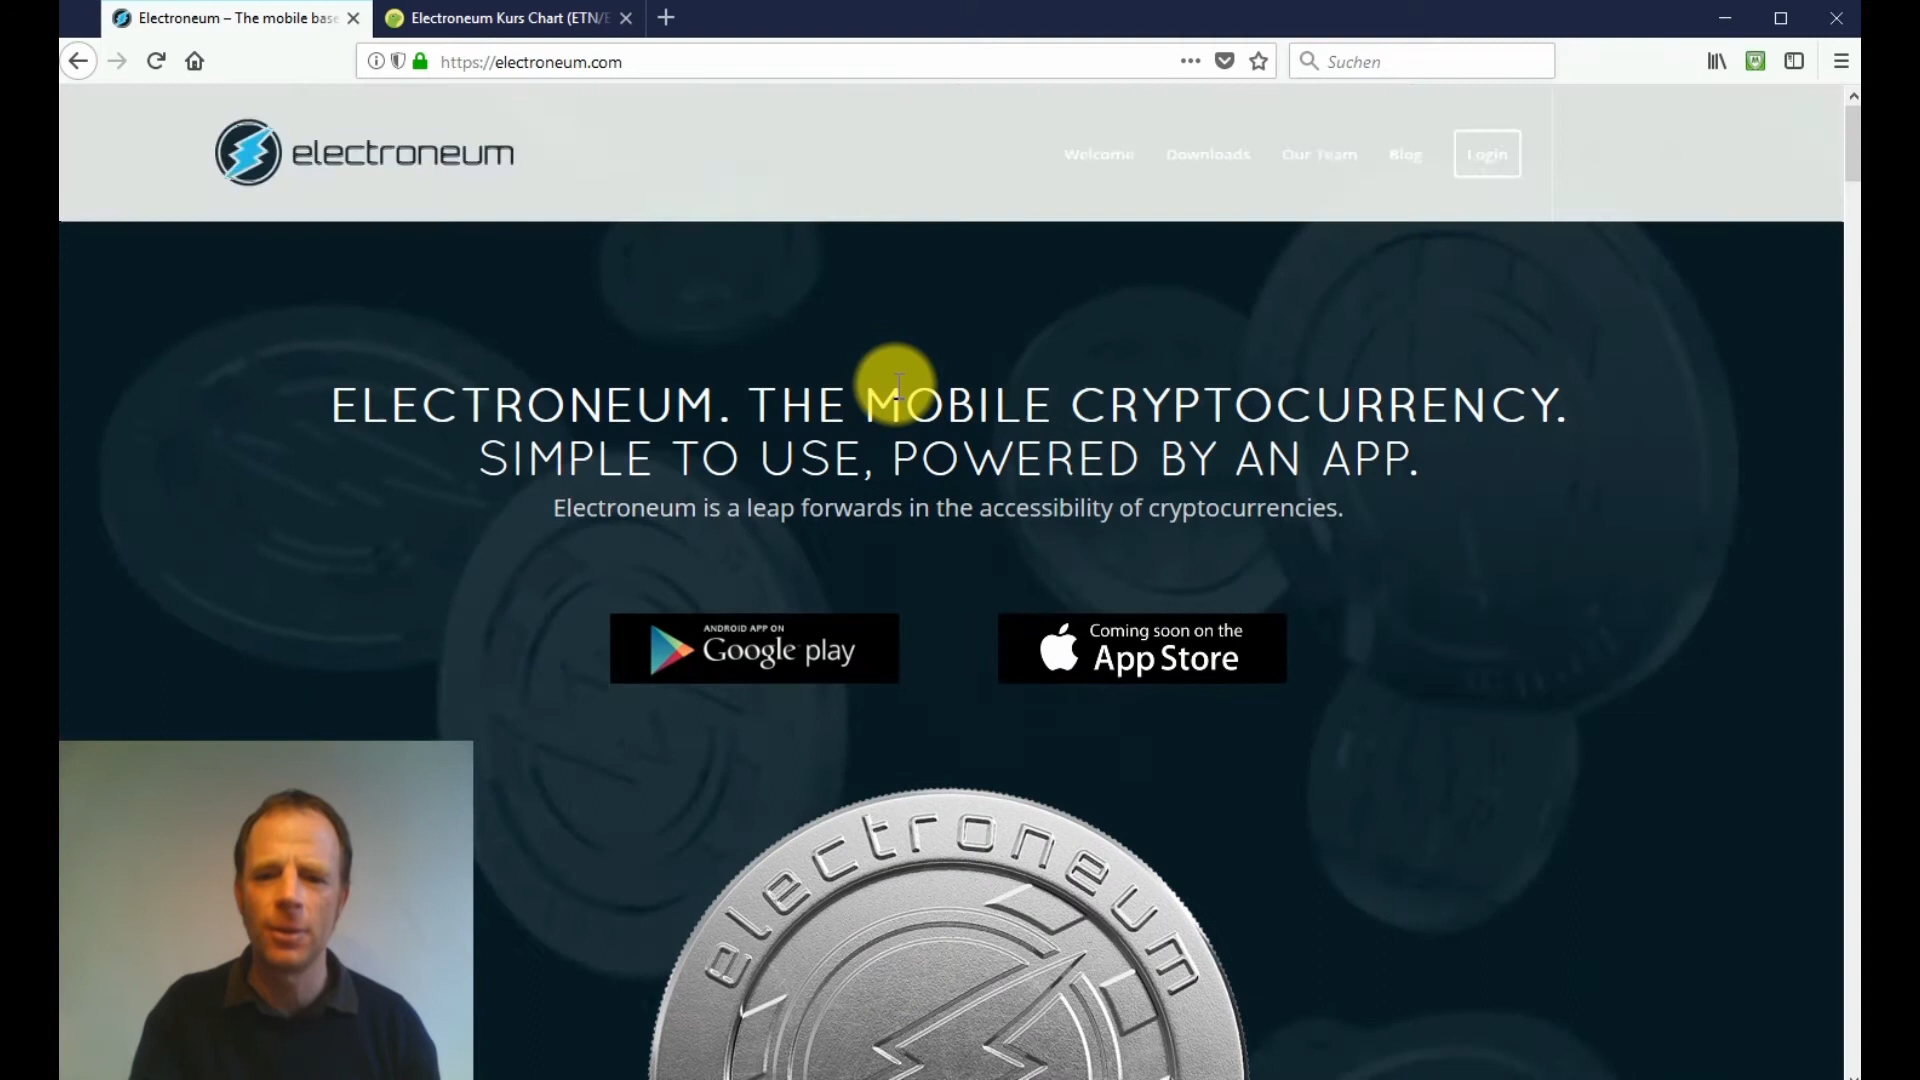 Electroneum – The mobile base
Electroneum Kurs Chart (ETN/E
https://electroneum.com
Suchen
electroneum
Welcome
Downloads
Our Team
Blog
Login
ELECTRONEUM. THE MOBILE CRYPTOCURRENCY.
SIMPLE TO USE, POWERED BY AN APP.
Electroneum is a leap forwards in the accessibility of cryptocurrencies.
ANDROID APP ON
Google play
Coming soon on the
App Store
electroneum